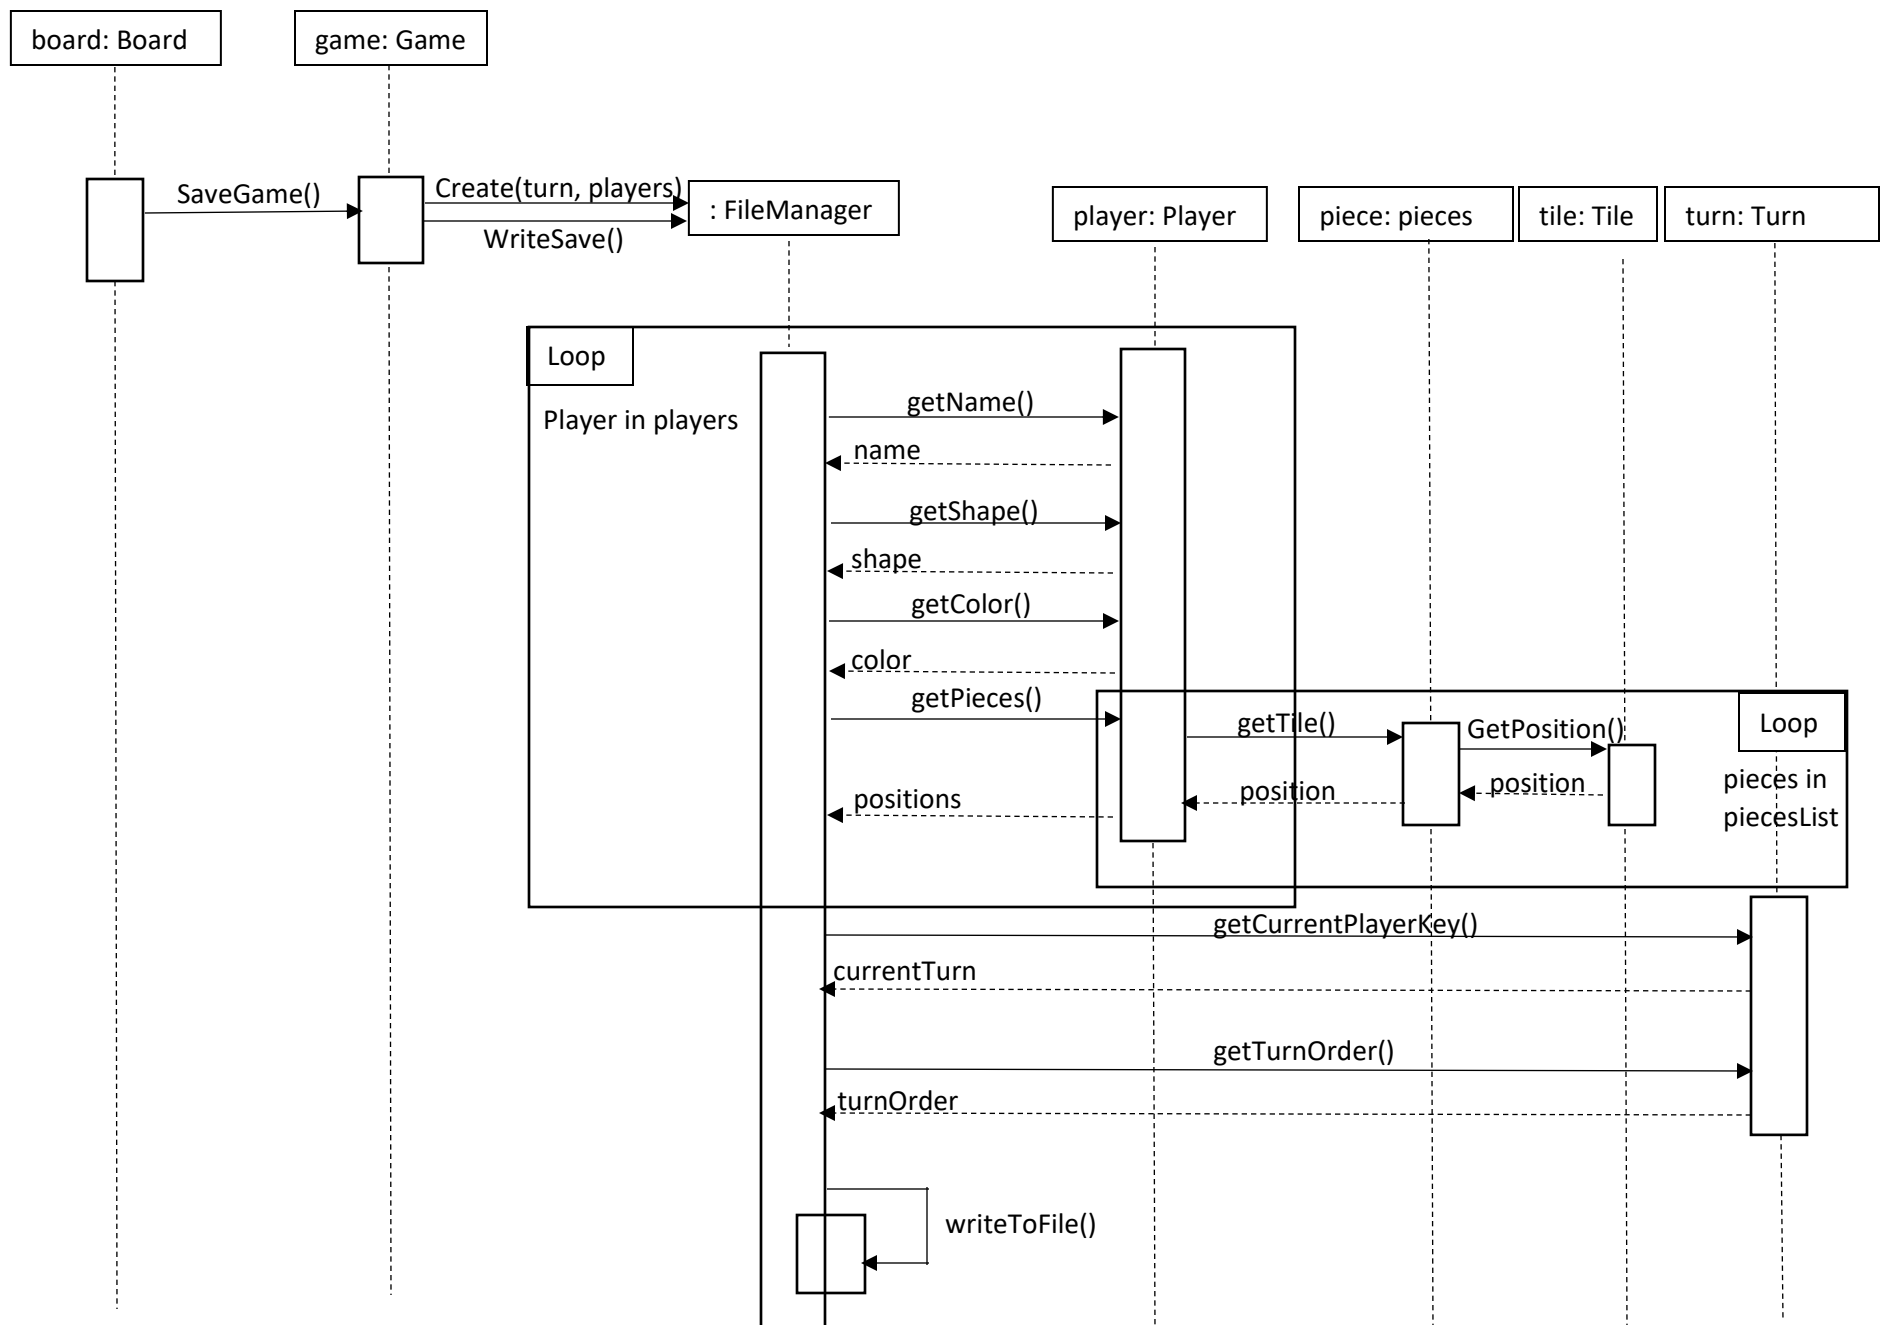 board: Board
game: Game
SaveGame()
Create(turn, players)
WriteSave()
: FileManager
player: Player
piece: pieces
tile: Tile
turn: Turn
Loop
Player in players
getName()
name
getShape()
shape
getColor()
color
getPieces()
getTile()
GetPosition()
Loop
pieces in
piecesList
position
position
positions
getCurrentPlayerKey()
currentTurn
getTurnOrder()
turnOrder
writeToFile()